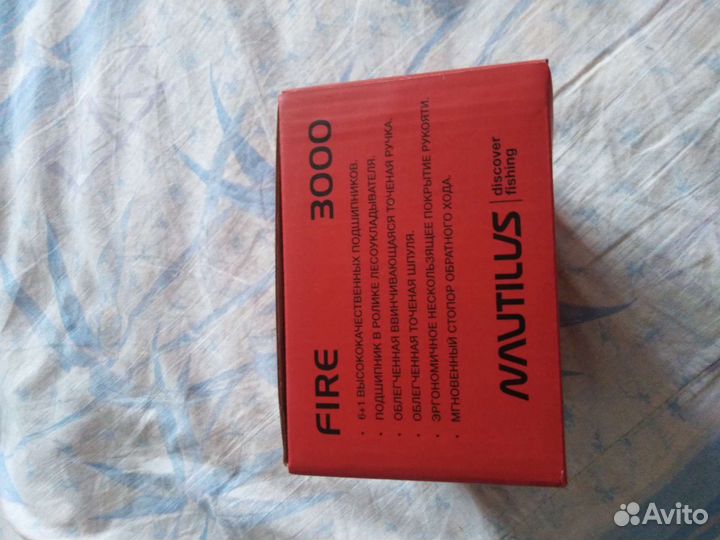 FIRE 3000
• 6+1 ВЫСОКОКАЧЕСТВЕННЫХ ПОДШИПНИКОВ.
• ПОДШИПНИК В РОЛИКЕ ЛЕСОУКЛАДЫВАТЕЛЯ.
• ОБЛЕГЧЕННАЯ ВВИНЧИВАЮЩАЯСЯ ТОЧЕНАЯ РУЧКА.
• ОБЛЕГЧЕННАЯ ТОЧЕНАЯ ШПУЛЯ.
• ЭРГОНОМИЧНОЕ НЕСКОЛЬЗЯЩЕЕ ПОКРЫТИЕ РУКОЯТИ.
• МГНОВЕННЫЙ СТОПОР ОБРАТНОГО ХОДА.
NAUTILUS
discover
fishing
Avito